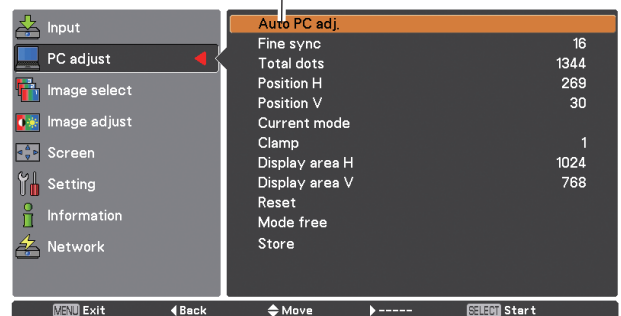 Input
PC adjust
Image select
Image adjust
Screen
Setting
Information
Network
Auto PC adj.
Fine sync 16
Total dots 1344
Position H 269
Position V 30
Current mode
Clamp 1
Display area H 1024
Display area V 768
Reset
Mode free
Store
MENU Exit Back Move ----- SELECT Start